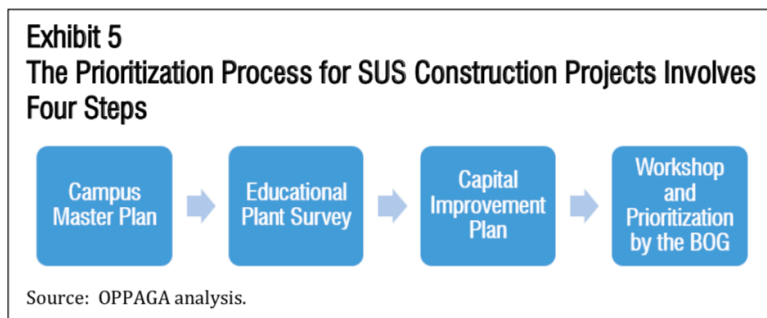 Exhibit 5
The Prioritization Process for SUS Construction Projects Involves
Four Steps
Campus
Master Plan
Educational
Plant Survey
Capital
Improvement
Plan
Workshop
and
Prioritization
by the BOG
Source: OPPAGA analysis.